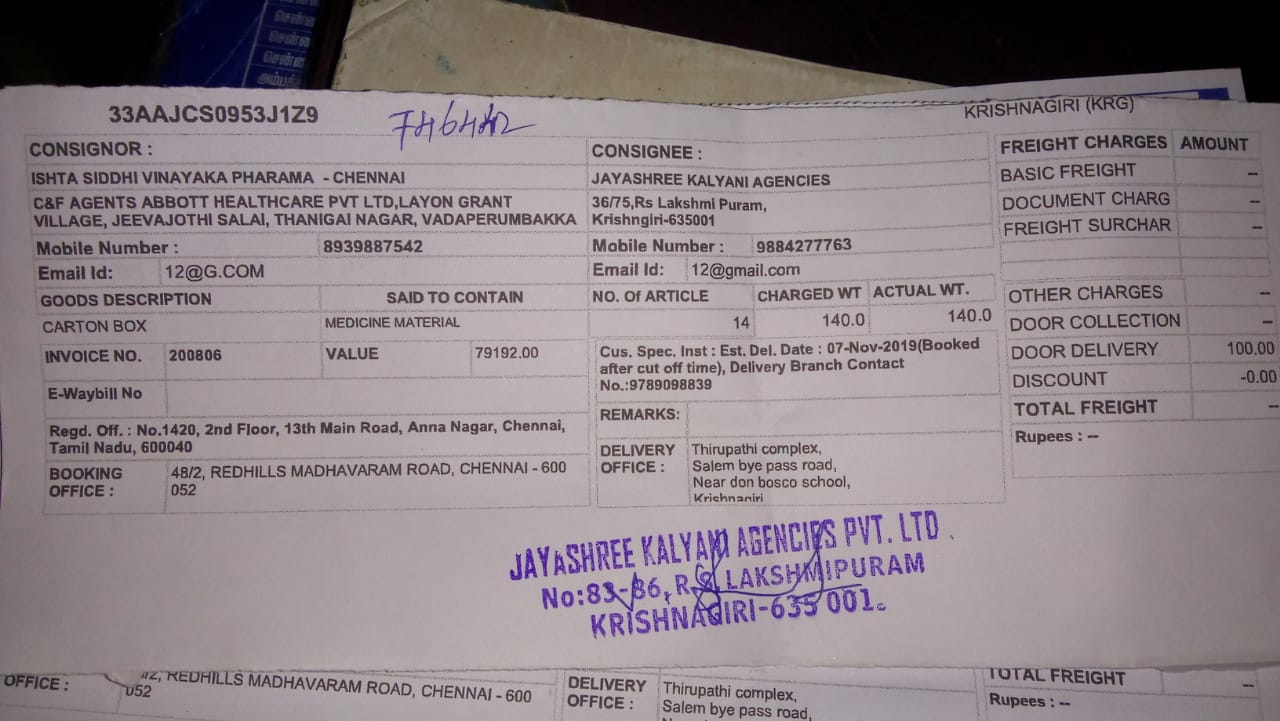 சென்னை
சென்னை
சென்னை
33AAJCS0953J1Z9
KRISHNAGIRI (KRG)
CONSIGNOR :
ISHTA SIDDHI VINAYAKA PHARAMA - CHENNAI
C&F AGENTS ABBOTT HEALTHCARE PVT LTD,LAYON GRANT
VILLAGE, JEEVAJOTHI SALAI, THANIGAI NAGAR, VADAPERUMBAKKA
Mobile Number : 8939887542
Email Id: 12@G.COM
CONSIGNEE :
JAYASHREE KALYANI AGENCIES
36/75,Rs Lakshmi Puram,
Krishngiri-635001
Mobile Number : 9884277763
Email Id: 12@gmail.com
FREIGHT CHARGES AMOUNT
BASIC FREIGHT --
DOCUMENT CHARG --
FREIGHT SURCHAR --
OTHER CHARGES --
DOOR COLLECTION --
DOOR DELIVERY 100.00
DISCOUNT -0.00
TOTAL FREIGHT --
Rupees : --
GOODS DESCRIPTION SAID TO CONTAIN NO. Of ARTICLE CHARGED WT ACTUAL WT.
CARTON BOX MEDICINE MATERIAL 14 140.0 140.0
INVOICE NO. 200806 VALUE 79192.00
E-Waybill No
Regd. Off. : No.1420, 2nd Floor, 13th Main Road, Anna Nagar, Chennai,
Tamil Nadu, 600040
BOOKING OFFICE : 48/2, REDHILLS MADHAVARAM ROAD, CHENNAI - 600
052
Cus. Spec. Inst : Est. Del. Date : 07-Nov-2019(Booked
after cut off time), Delivery Branch Contact
No.:9789098839
REMARKS:
DELIVERY OFFICE : Thirupathi complex,
Salem bye pass road,
Near don bosco school,
Krishnagiri
JAYASHREE KALYANI AGENCIES PVT. LTD.
No:83-86, R.S. LAKSHMIPURAM
KRISHNAGIRI-635 001.
OFFICE : REDHILLS MADHAVARAM ROAD, CHENNAI - 600
052
DELIVERY OFFICE : Thirupathi complex,
Salem bye pass road,
TOTAL FREIGHT --
Rupees : --